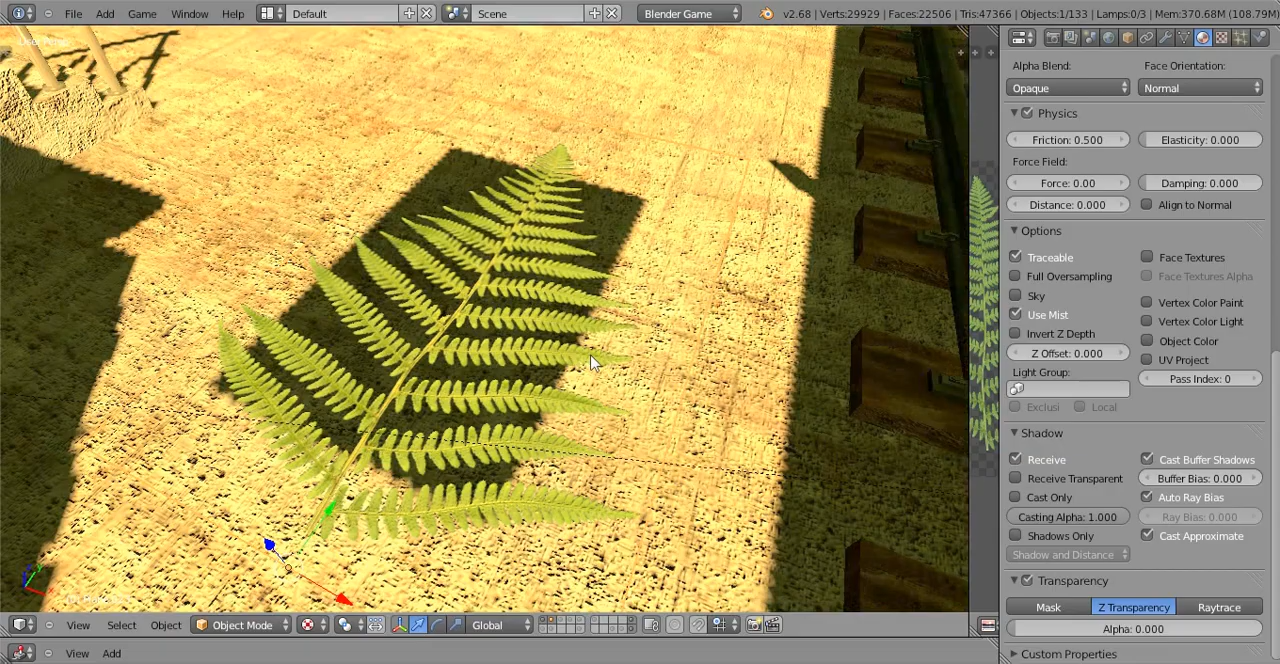 File Add Game Window Help Default Scene Blender Game v2.68 | Verts:29929 | Faces:22506 | Tris:47366 | Objects:1/133 | Lamps:0/3 | Mem:370.68M (108.79M
Alpha Blend: Face Orientation:
Opaque Normal
Physics
Friction: 0.500 Elasticity: 0.000
Force Field:
Force: 0.00 Damping: 0.000
Distance: 0.000 Align to Normal
Options
Traceable Face Textures
Full Oversampling Face Textures Alpha
Sky
Vertex Color Paint
Use Mist
Vertex Color Light
Invert Z Depth
Object Color
Z Offset: 0.000
UV Project
Light Group:
Pass Index: 0
Exclusi Local
Shadow
Receive Cast Buffer Shadows
Receive Transparent Buffer Bias: 0.000
Cast Only Auto Ray Bias
Casting Alpha: 1.000 Ray Bias: 0.000
Shadows Only Cast Approximate
Shadow and Distance
Transparency
Mask Z Transparency Raytrace
Alpha: 0.000
Custom Properties
View Select Object Object Mode Global
View Add